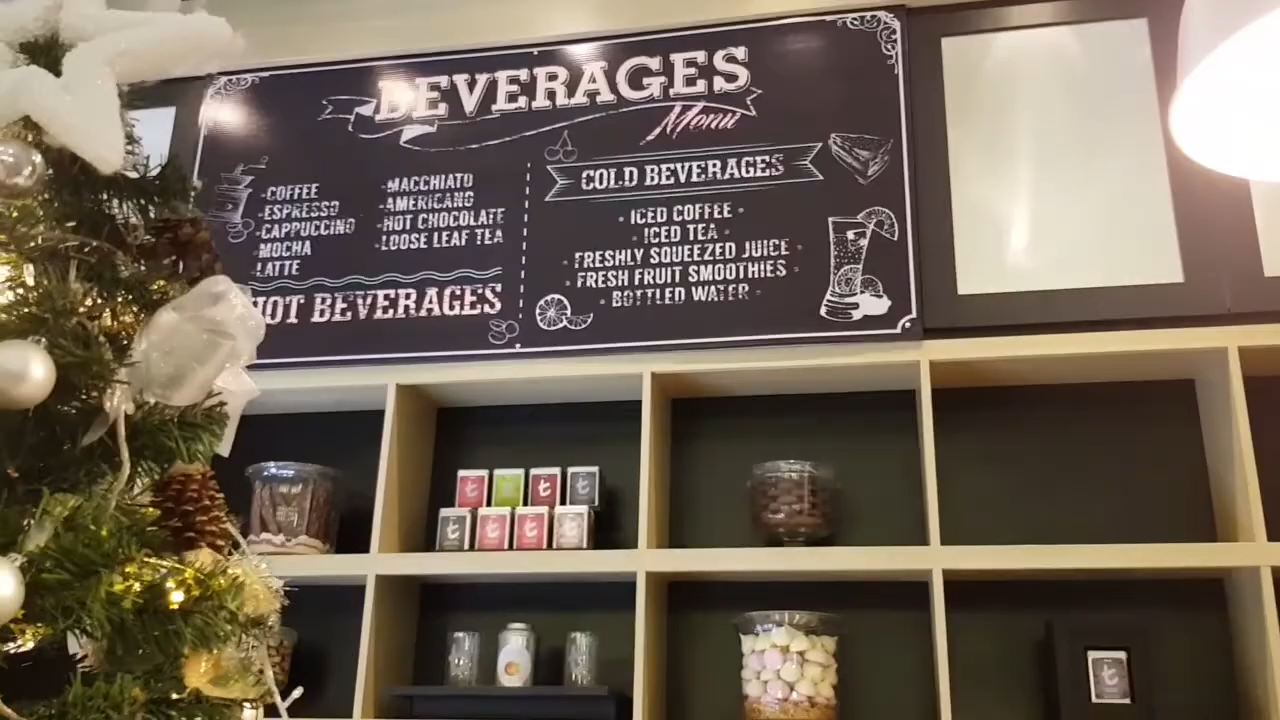 BEVERAGES
Menu
-COFFEE
-ESPRESSO
-CAPPUCCINO
-MOCHA
-LATTE
-MACCHIATO
-AMERICANO
-HOT CHOCOLATE
-LOOSE LEAF TEA
HOT BEVERAGES
COLD BEVERAGES
• ICED COFFEE •
• ICED TEA •
• FRESHLY SQUEEZED JUICE •
• FRESH FRUIT SMOOTHIES •
• BOTTLED WATER •
t t t t
t t t t
t